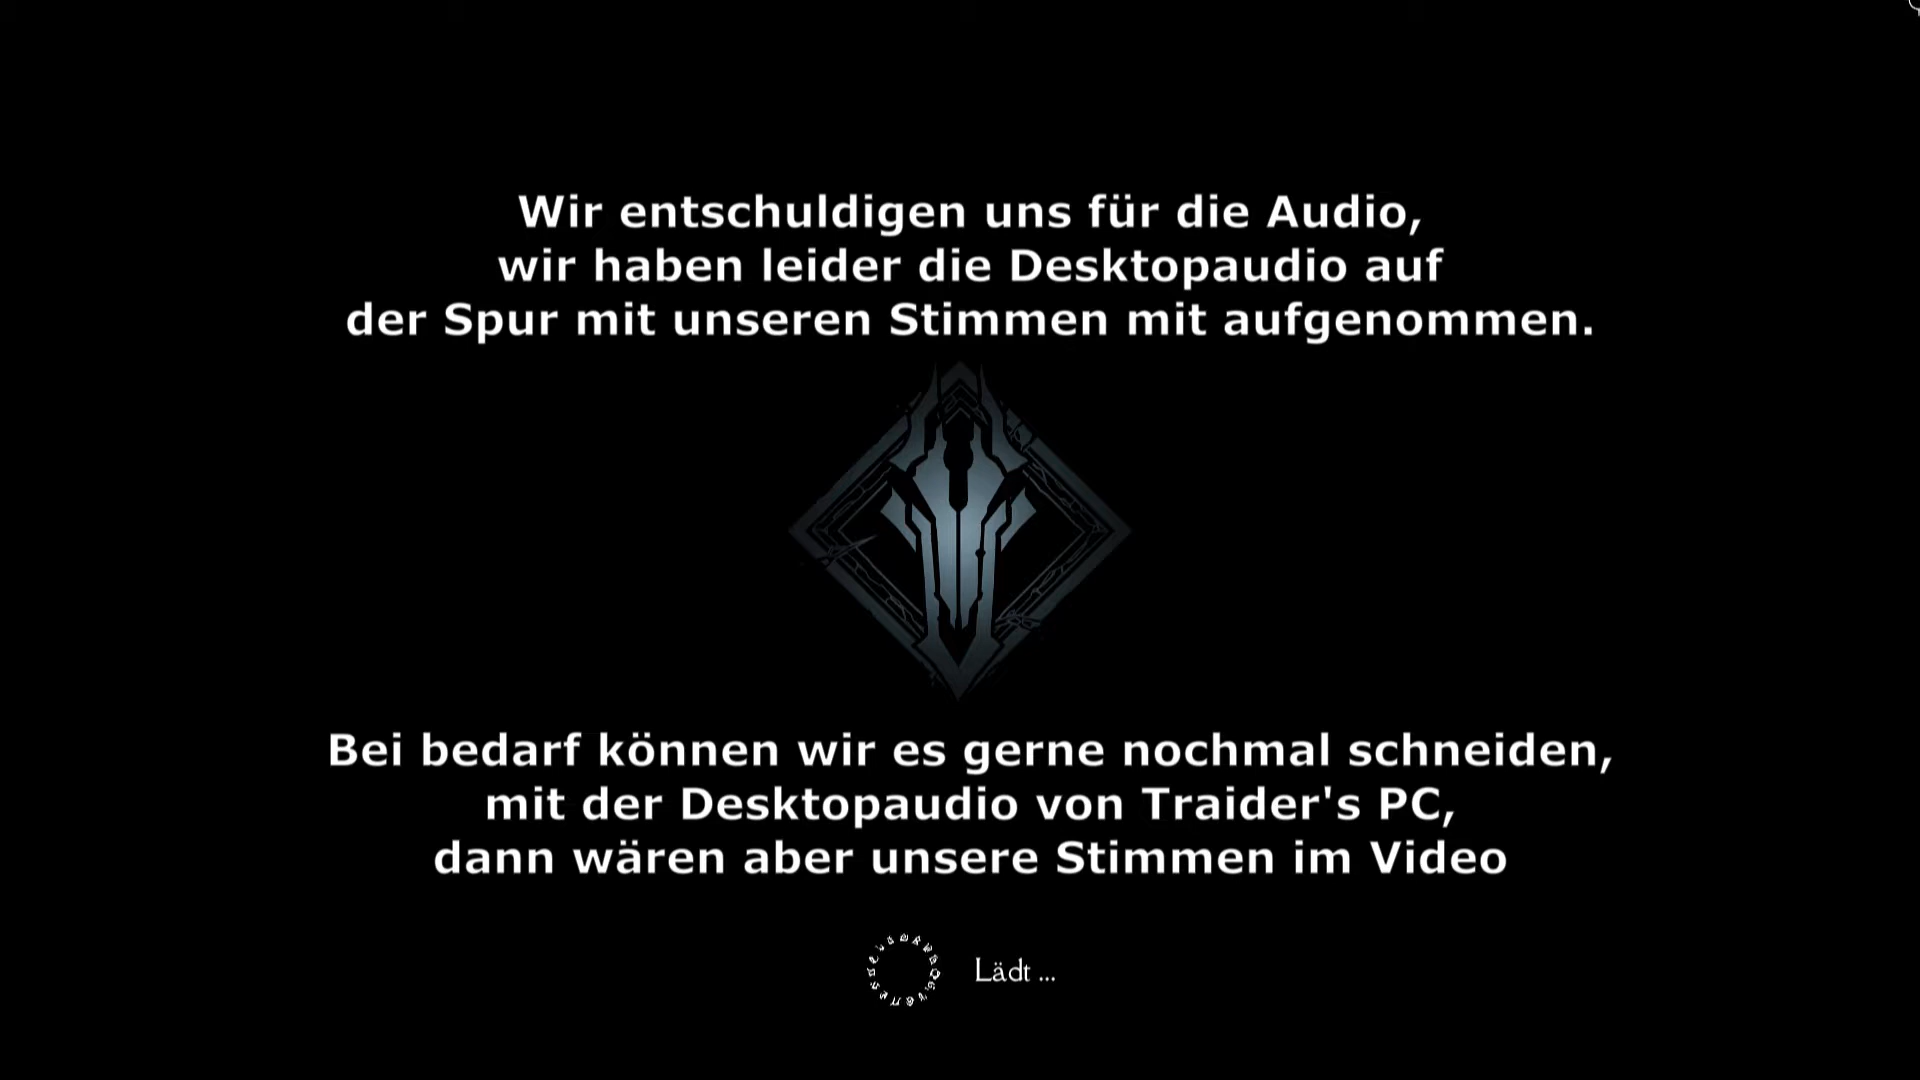 Wir entschuldigen uns für die Audio,
wir haben leider die Desktopaudio auf
der Spur mit unseren Stimmen mit aufgenommen.
Bei bedarf können wir es gerne nochmal schneiden,
mit der Desktopaudio von Traider's PC,
dann wären aber unsere Stimmen im Video
Lädt ...